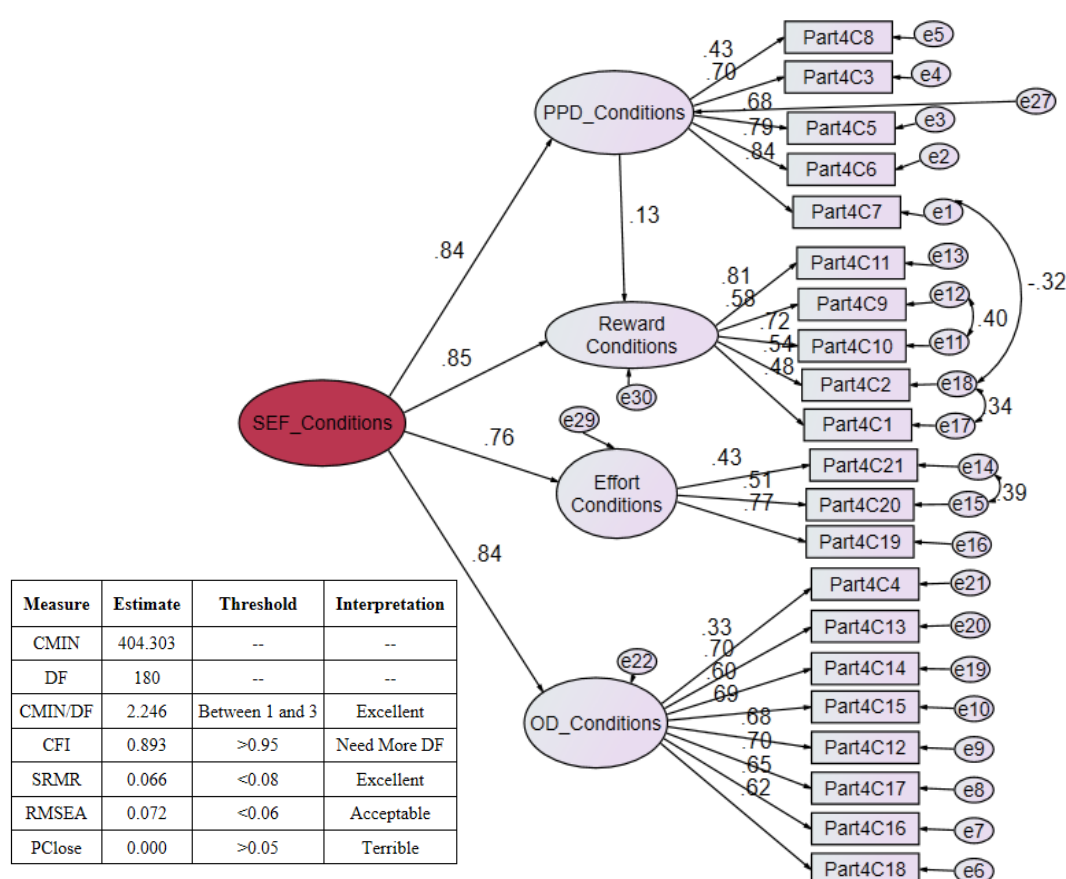 Part4C8 e5
.43
Part4C3 e4
.70
e27
PPD_Conditions
.68
Part4C5 e3
.79
Part4C6 e2
.84
Part4C7 e1
.13
.84
Part4C11 e13
.81
-.32
.58
Part4C9 e12
.40
Reward
Conditions
.72
Part4C10 e11
.54
.85
.48
Part4C2 e18
e30
34
SEF_Conditions
e29
Part4C1 e17
.76
.43
Part4C21 e14
Effort
Conditions
.51
.39
.77
Part4C20 e15
Part4C19 e16
.84
Part4C4 e21
.33
Part4C13 e20
.70
e22
.60
Part4C14 e19
.69
OD_Conditions
Part4C15 e10
.68
.70
Part4C12 e9
.65
Part4C17 e8
.62
Part4C16 e7
Part4C18 e6
Measure Estimate Threshold Interpretation
CMIN 404.303 -- --
DF 180 -- --
CMIN/DF 2.246 Between 1 and 3 Excellent
CFI 0.893 >0.95 Need More DF
SRMR 0.066 <0.08 Excellent
RMSEA 0.072 <0.06 Acceptable
PClose 0.000 >0.05 Terrible